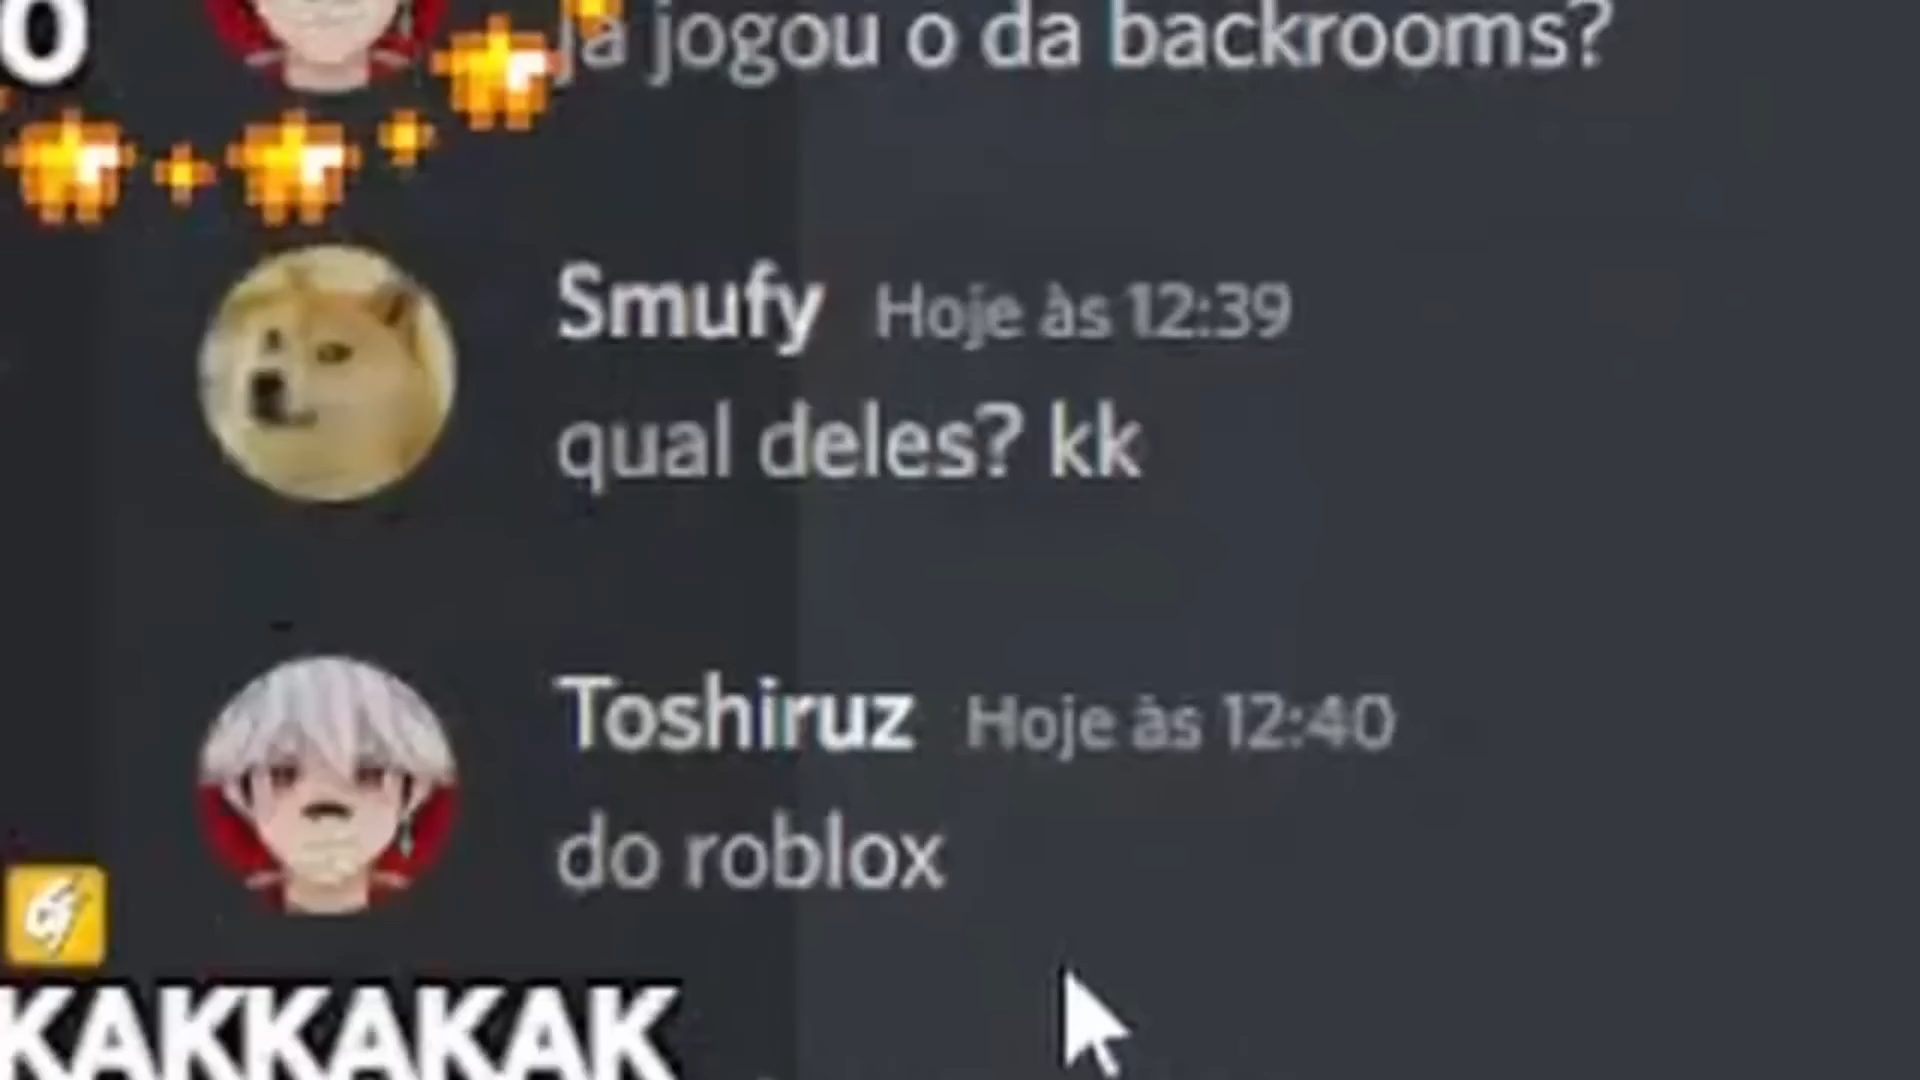 O
Já jogou o da backrooms?
Smufy Hoje às 12:39
qual deles? kk
Toshiruz Hoje às 12:40
do roblox
KAKKAKAK